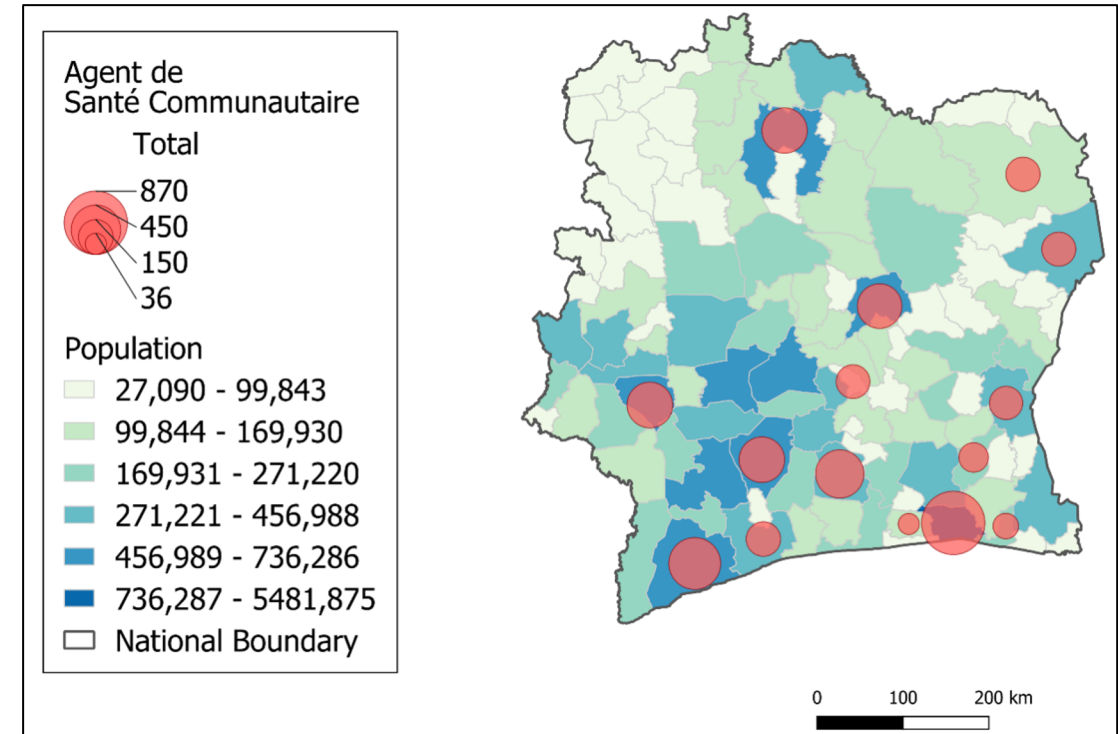 Agent de
Santé Communautaire
Total
870
450
150
36
Population
27,090 - 99,843
99,844 - 169,930
169,931 - 271,220
271,221 - 456,988
456,989 - 736,286
736,287 - 5481,875
National Boundary
0 100 200 km